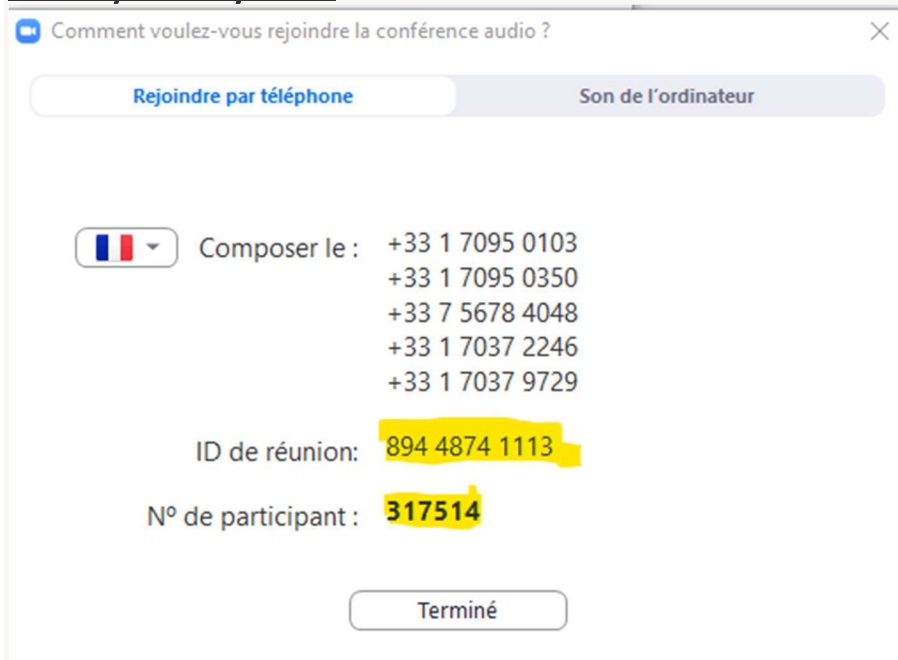 Comment voulez-vous rejoindre la conférence audio ?
Rejoindre par téléphone
Son de l'ordinateur
Composer le : +33 1 7095 0103
+33 1 7095 0350
+33 7 5678 4048
+33 1 7037 2246
+33 1 7037 9729
ID de réunion: 894 4874 1113
Nº de participant : 317514
Terminé